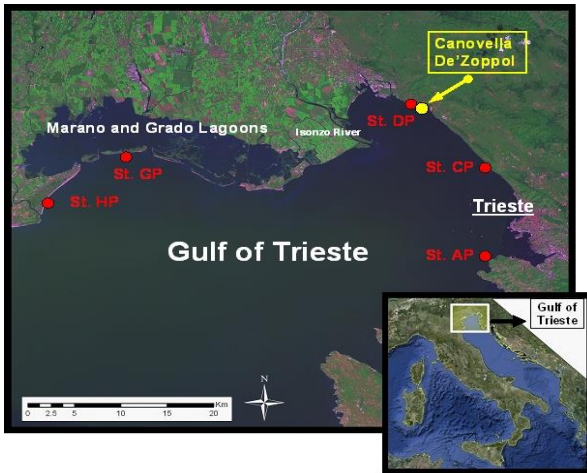 Canovella
De'Zoppol
St. DP
Marano and Grado Lagoons
Isonzo River
St. GP
St. CP
St. HP
Trieste
Gulf of Trieste
St. AP
Gulf of
Trieste
N
Km
0 2.5 5 10 15 20